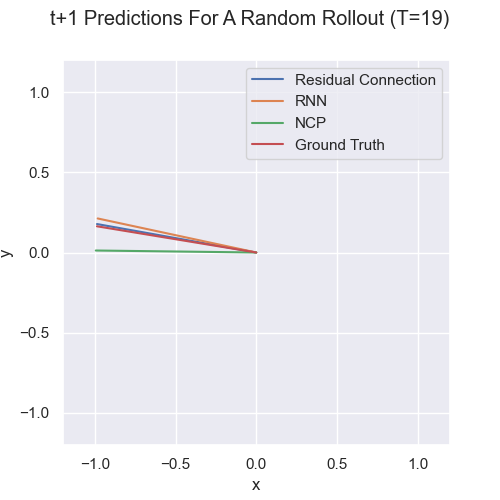 t+1 Predictions For A Random Rollout (T=19)
Residual Connection
RNN
NCP
Ground Truth
1.0
0.5
0.0
−0.5
−1.0
y
−1.0 −0.5 0.0 0.5 1.0
x